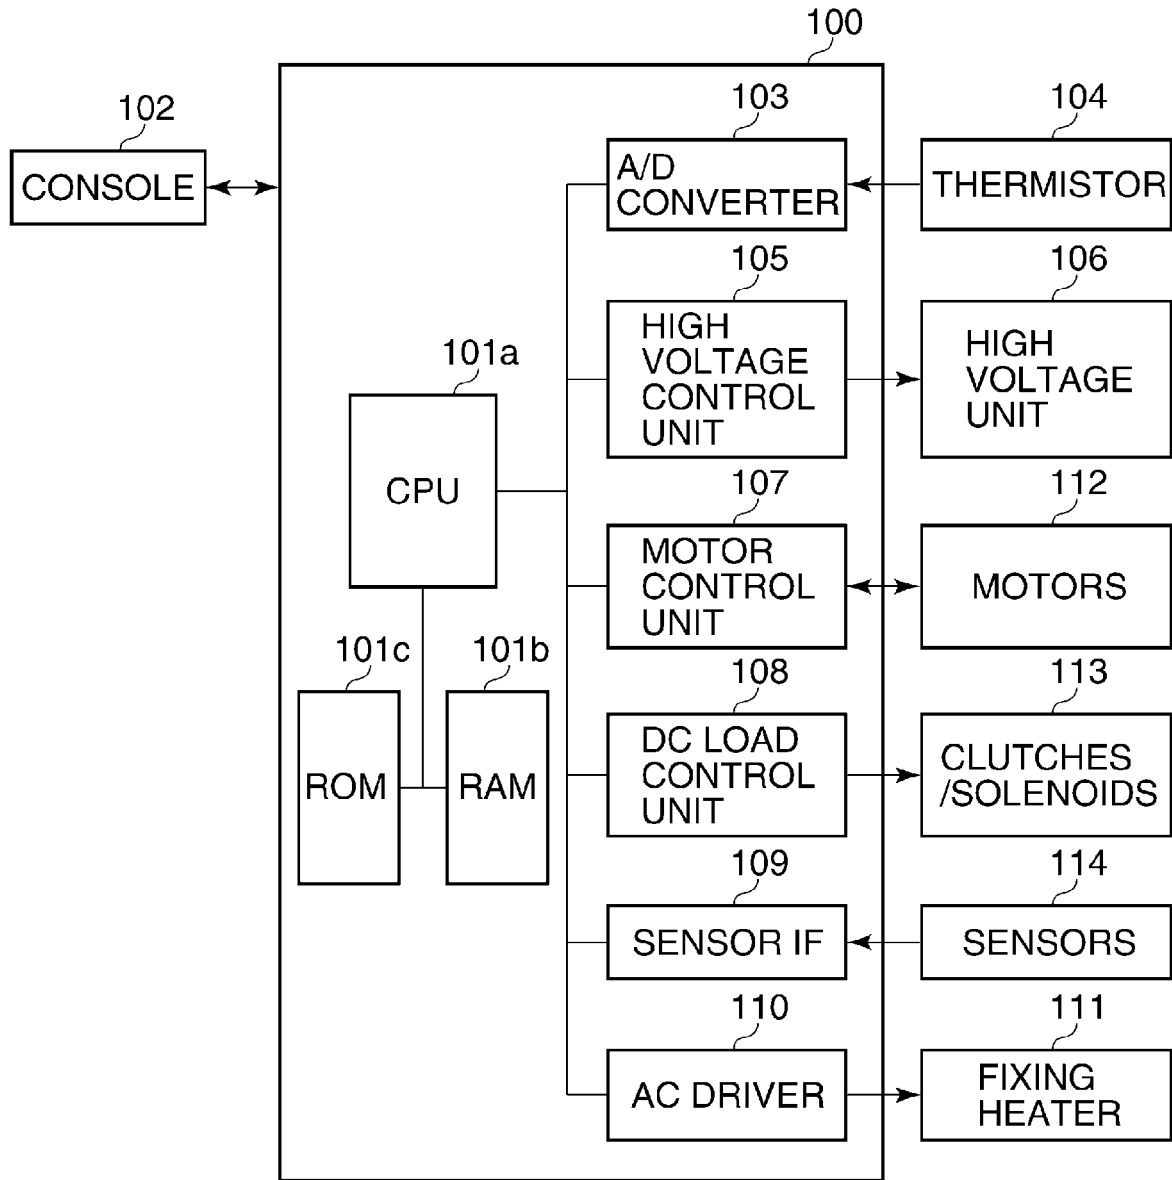 100
102
CONSOLE
103
A/D
CONVERTER
104
THERMISTOR
105
HIGH
VOLTAGE
CONTROL
UNIT
106
HIGH
VOLTAGE
UNIT
101a
CPU
107
MOTOR
CONTROL
UNIT
112
MOTORS
101c
ROM
101b
RAM
108
DC LOAD
CONTROL
UNIT
113
CLUTCHES
/SOLENOIDS
109
SENSOR IF
114
SENSORS
110
AC DRIVER
111
FIXING
HEATER